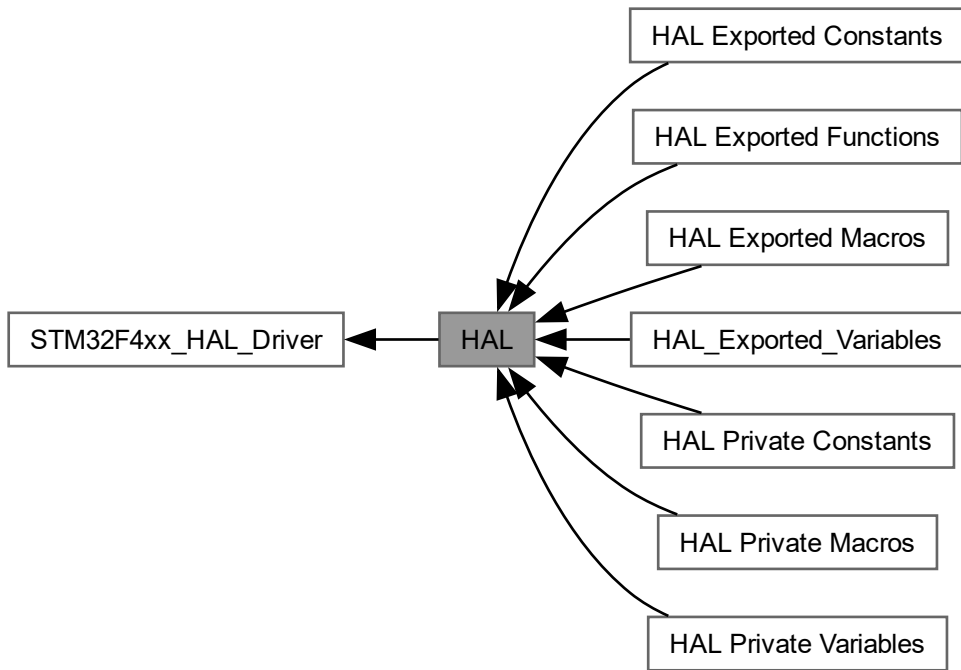 HAL Exported Constants
HAL Exported Functions
HAL Exported Macros
STM32F4xx_HAL_Driver
HAL
HAL_Exported_Variables
HAL Private Constants
HAL Private Macros
HAL Private Variables